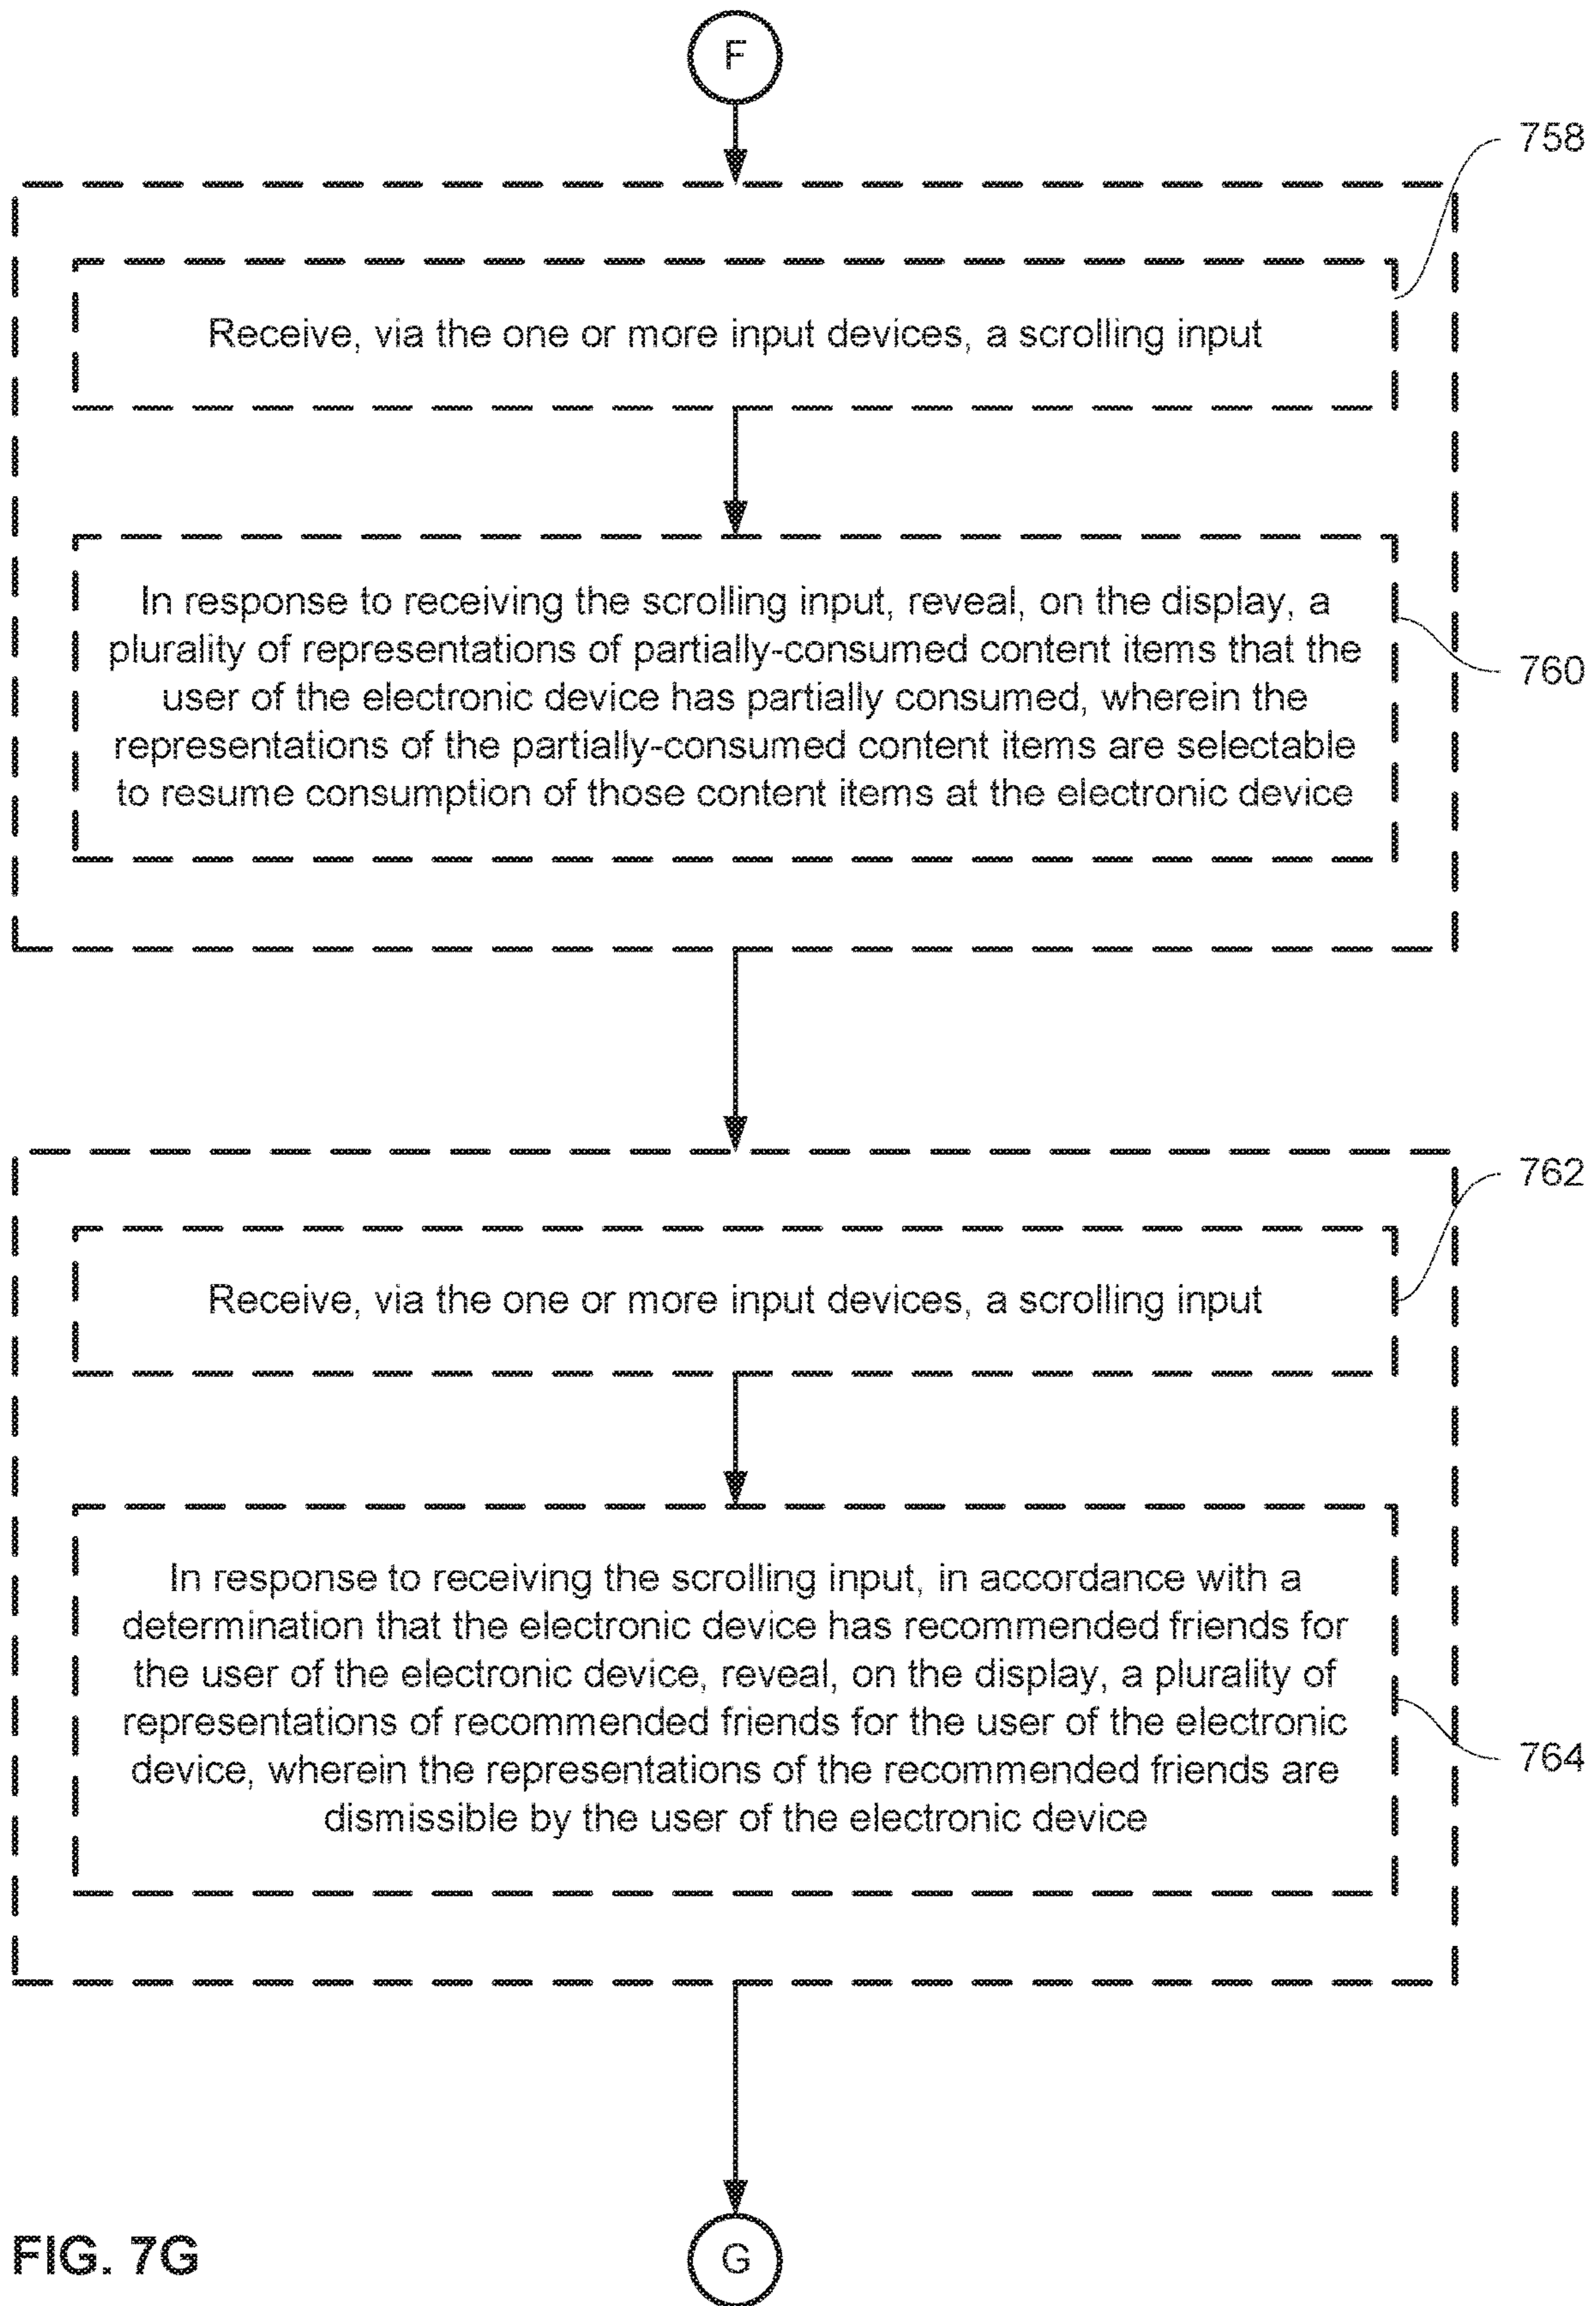 F
758
Receive, via the one or more input devices, a scrolling input
In response to receiving the scrolling input, reveal, on the display, a
plurality of representations of partially-consumed content items that the
user of the electronic device has partially consumed, wherein the
representations of the partially-consumed content items are selectable
to resume consumption of those content items at the electronic device
760
762
Receive, via the one or more input devices, a scrolling input
In response to receiving the scrolling input, in accordance with a
determination that the electronic device has recommended friends for
the user of the electronic device, reveal, on the display, a plurality of
representations of recommended friends for the user of the electronic
device, wherein the representations of the recommended friends are
dismissible by the user of the electronic device
764
FIG. 7G
G